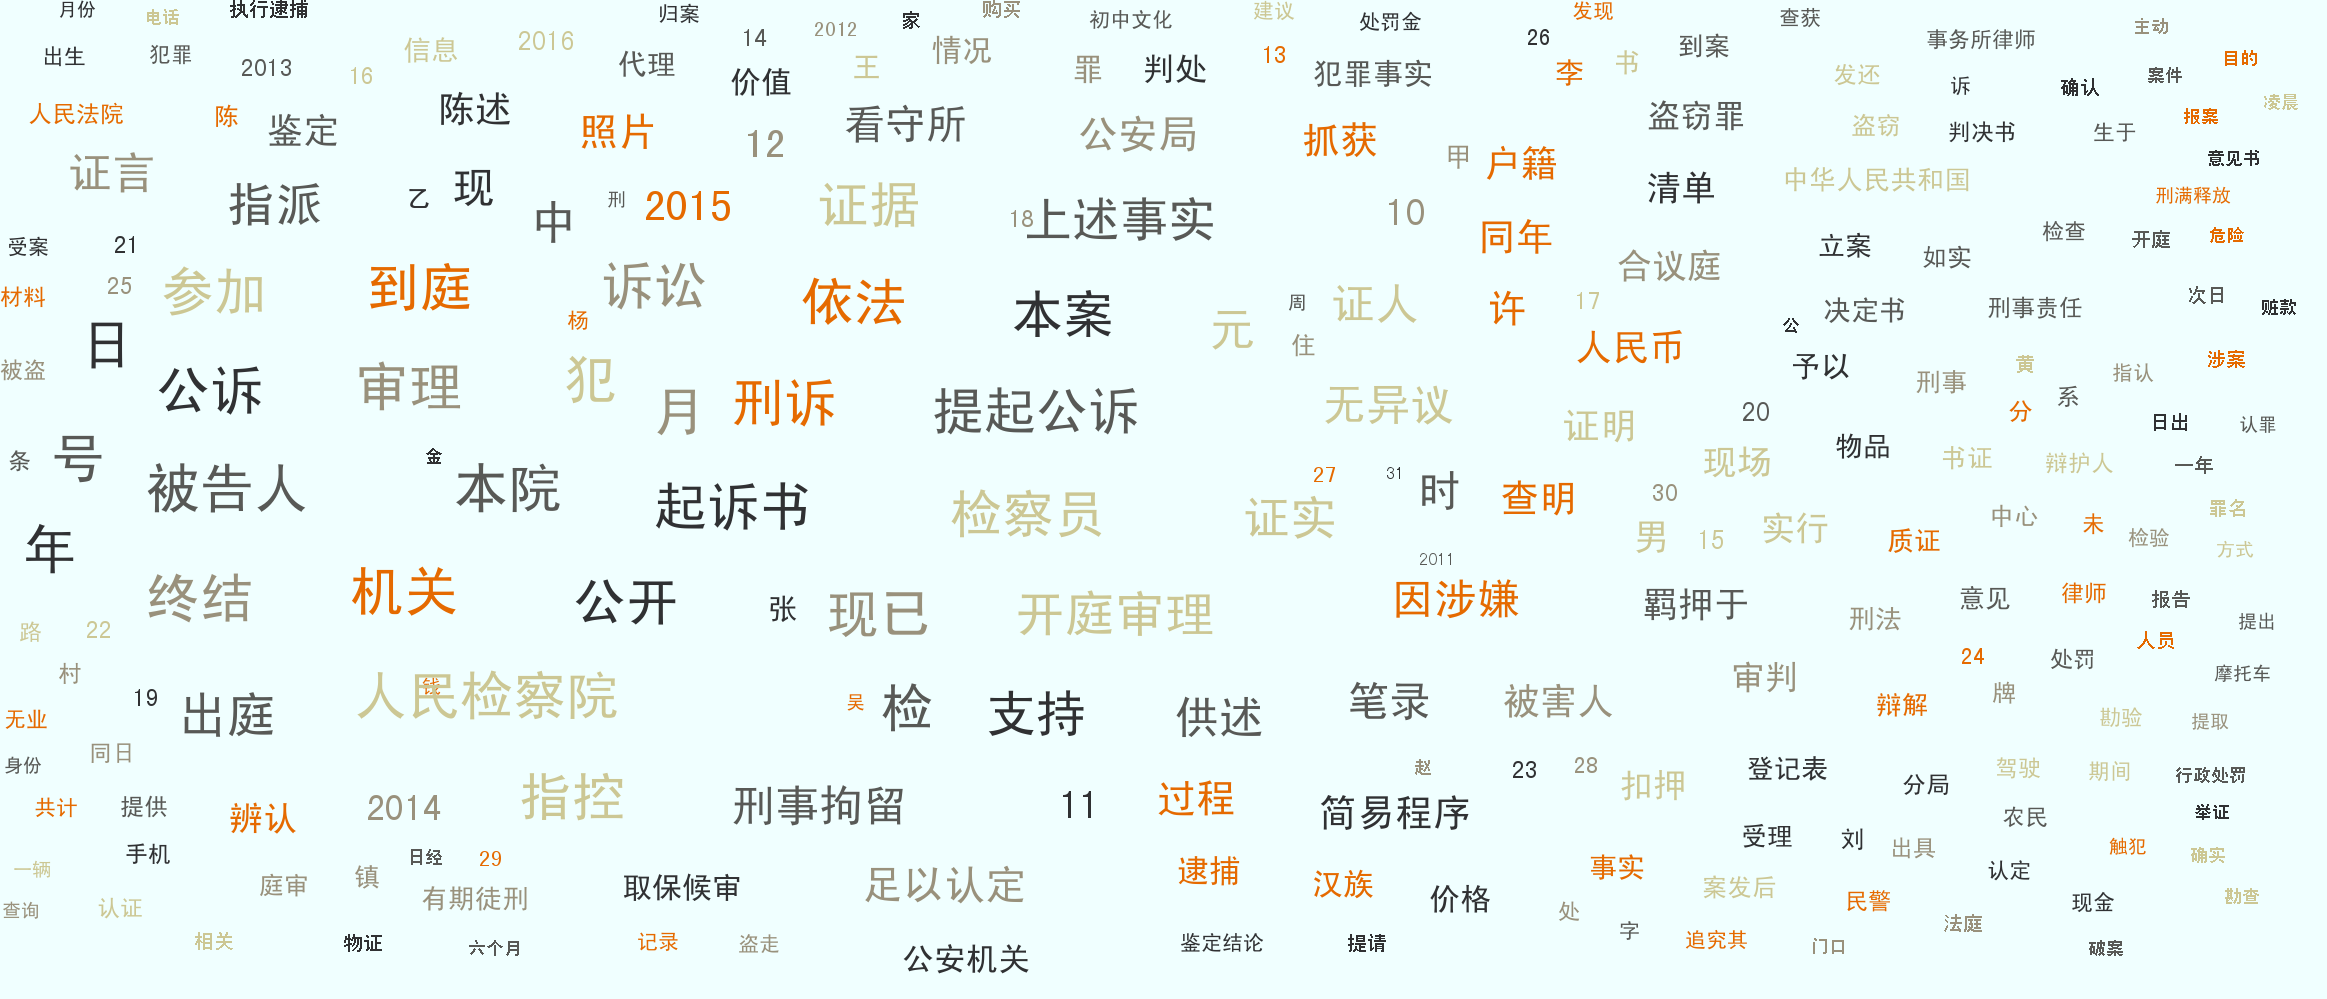 月份 电话 执行逮捕 归案 2012 家 购买 初中文化 建议 处罚金 发现 查获 主动
出生 犯罪 信息 2016 代理 14 情况 26 到案 事务所律师 目的
2013 16 价值 王 罪 判处 13 犯罪事实 李 书 发还 案件
人民法院 陈 鉴定 陈述 照片 12 看守所 公安局 抓获 盗窃罪 盗窃 诉 确认 凌晨
证言 甲 户籍 判决书 生于 报案 意见书
指派 乙 现 刑 2015 证据 18 上述事实 10 清单 中华人民共和国 刑满释放
受案 21 中 同年 合议庭 立案 如实 检查 开庭 危险
材料 25 参加 到庭 诉讼 依法 本案 周 证人 许 17 决定书 刑事责任 次日 赃款
日 杨 元 住 人民币 公 予以 黄 涉案
被盗 公诉 审理 犯 月 刑诉 提起公诉 无异议 证明 20 刑事 分 系 指认
条 号 金 物品 日出 认罪
被告人 本院 起诉书 检察员 证实 27 31 时 查明 30 现场 书证 辩护人 一年
年 男 15 实行 质证 中心 未 检验 罪名 方式
终结 机关 公开 张 现已 开庭审理 2011 因涉嫌 羁押于 刑法 意见 律师 报告
路 22 提出 人员
村 19 人民检察院 钱 吴 检 支持 供述 笔录 被害人 审判 24 处罚 摩托车
无业 出庭 辩解 牌 勘验 提取
身份 同日 赵 23 28 登记表 驾驶 期间 行政处罚
共计 提供 辨认 2014 指控 刑事拘留 11 过程 简易程序 扣押 分局 农民 举证
一辆 手机 日经 29 逮捕 汉族 事实 受理 刘 出具 认定 触犯 确实
查询 认证 庭审 镇 有期徒刑 取保候审 足以认定 价格 处 案发后 民警 现金 勘查
相关 物证 六个月 记录 盗走 公安机关 鉴定结论 提请 字 追究其 门口 法庭 破案